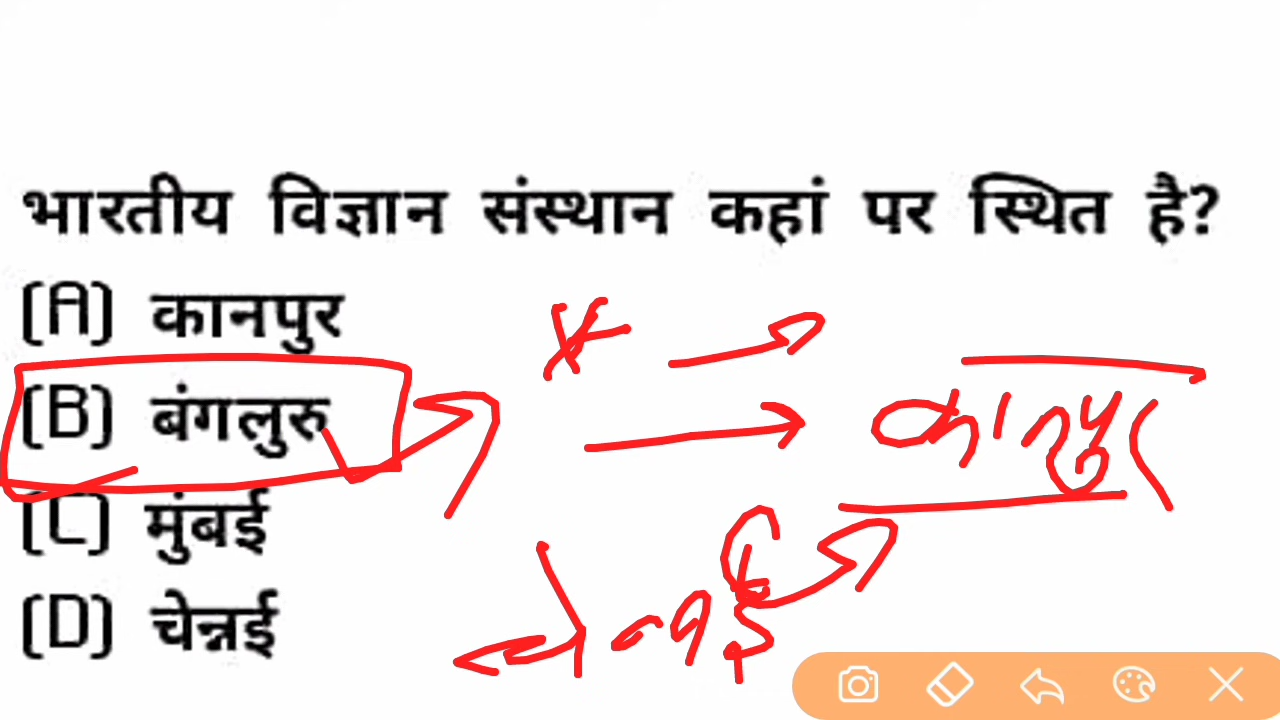 भारतीय विज्ञान संस्थान कहां पर स्थित है?
(A) कानपुर
(B) बंगलुरु
(C) मुंबई
(D) चेन्नई
कानपुर